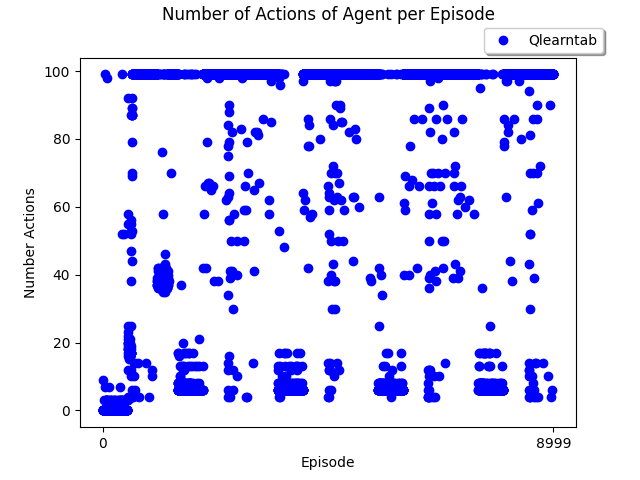 Number of Actions of Agent per Episode
Qlearntab
100
80
60
40
20
0
Number Actions
0
8999
Episode